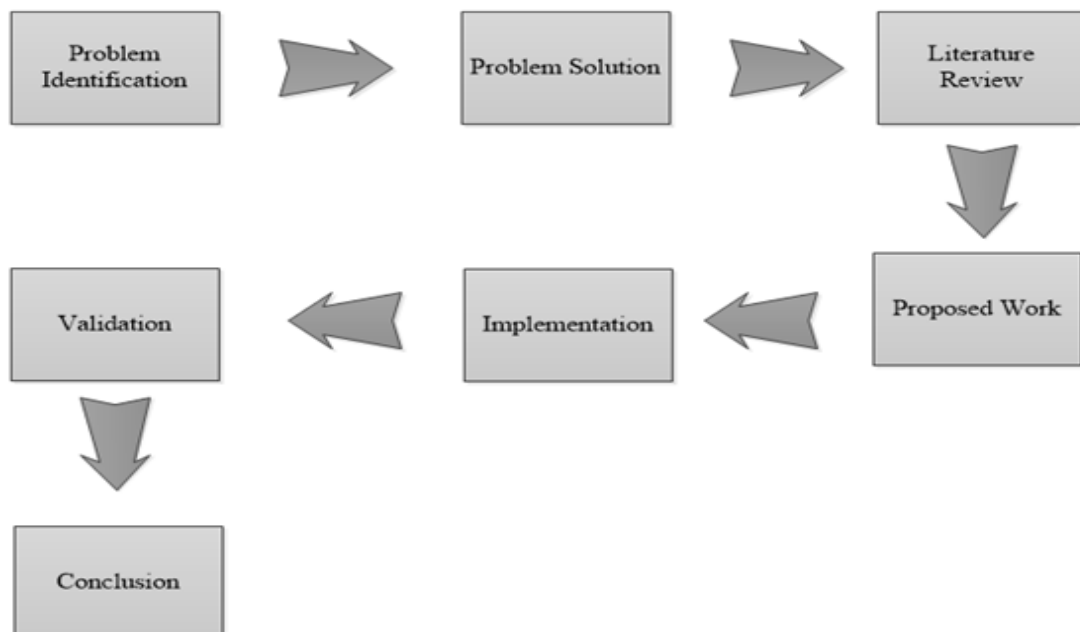 Problem
Identification
Problem Solution
Literature
Review
Proposed Work
Implementation
Validation
Conclusion